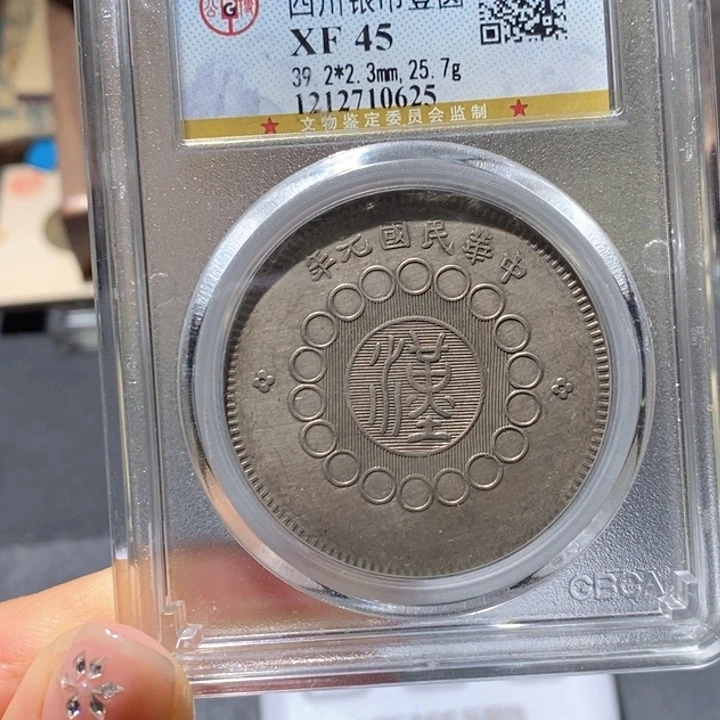 四川银币壹圆
XF 45
39.2*2.3mm,25.7g
1212710625
文物鉴定委员会监制
中華民國元年
漢
GBCA